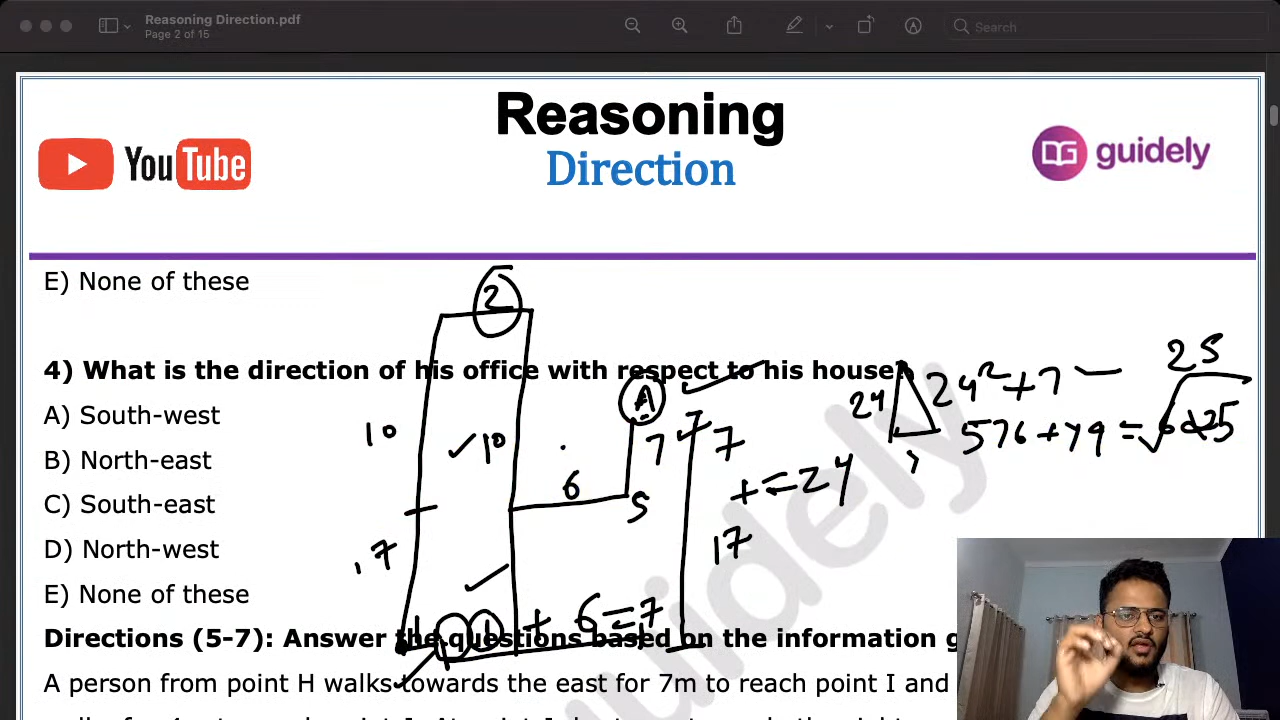 Reasoning Direction.pdf
Page 2 of 15
Search
Reasoning
YouTube
Direction
guidely
E) None of these
2
4) What is the direction of his office with respect to his house
A) South-west
B) North-east
C) South-east
D) North-west
E) None of these
10
10
6
A
7
7
5
17
17
+ = 24
1 + 6 = 7
24
24² + 7
25
576 + 49 = √625
guidely
Directions (5-7): Answer the questions based on the information g
A person from point H walks towards the east for 7m to reach point I and